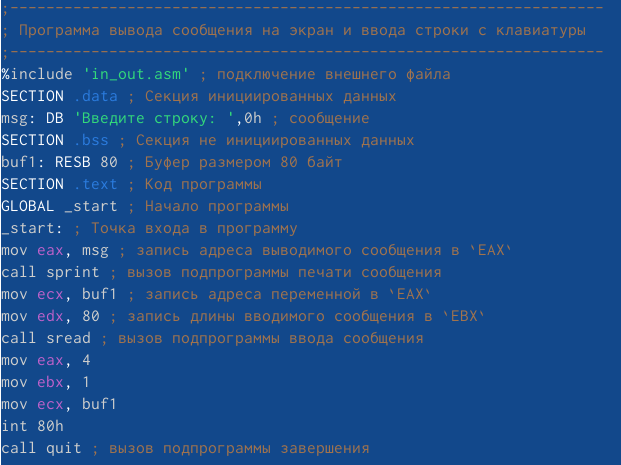 ;------------------------------------------------------------------
; Программа вывода сообщения на экран и ввода строки с клавиатуры
;------------------------------------------------------------------
%include 'in_out.asm' ; подключение внешнего файла
SECTION .data ; Секция инициированных данных
msg: DB 'Введите строку: ',0h ; сообщение
SECTION .bss ; Секция не инициированных данных
buf1: RESB 80 ; Буфер размером 80 байт
SECTION .text ; Код программы
GLOBAL _start ; Начало программы
_start: ; Точка входа в программу
mov eax, msg ; запись адреса выводимого сообщения в `EAX`
call sprint ; вызов подпрограммы печати сообщения
mov ecx, buf1 ; запись адреса переменной в `EAX`
mov edx, 80 ; запись длины вводимого сообщения в `EBX`
call sread ; вызов подпрограммы ввода сообщения
mov eax, 4
mov ebx, 1
mov ecx, buf1
int 80h
call quit ; вызов подпрограммы завершения